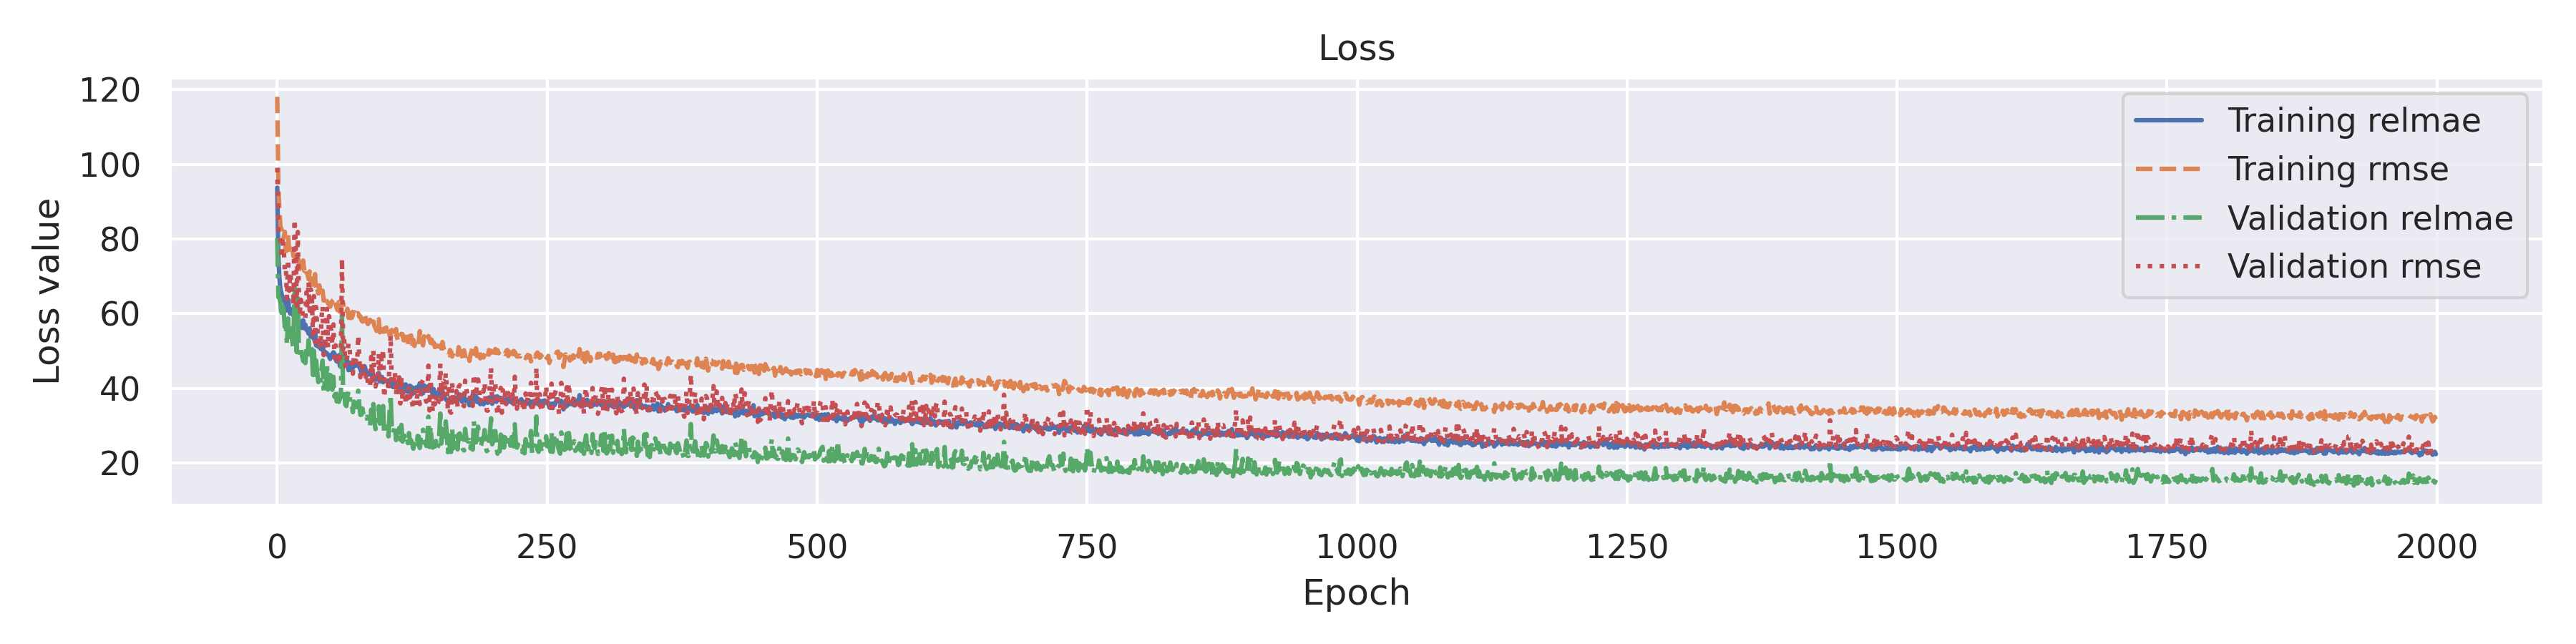 Loss
120
100
80
60
40
20
Loss value
Training relmae
Training rmse
Validation relmae
Validation rmse
0 250 500 750 1000 1250 1500 1750 2000
Epoch